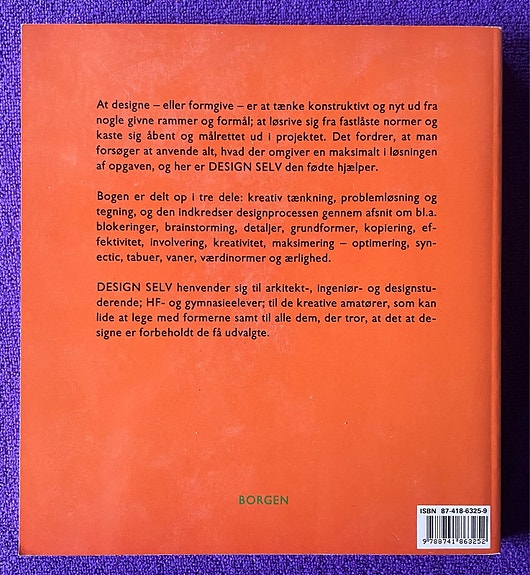 At designe – eller formgive – er at tænke konstruktivt og nyt ud fra
nogle givne rammer og formål; at løsrive sig fra fastlåste normer og
kaste sig åbent og målrettet ud i projektet. Det fordrer, at man
forsøger at anvende alt, hvad der omgiver en maksimalt i løsningen
af opgaven, og her er DESIGN SELV den fødte hjælper.
Bogen er delt op i tre dele: kreativ tænkning, problemløsning og
tegning, og den indkredser designprocessen gennem afsnit om bl.a.
blokeringer, brainstorming, detaljer, grundformer, kopiering, ef-
fektivitet, involvering, kreativitet, maksimering – optimering, syn-
ectic, tabuer, vaner, værdinormer og ærlighed.
DESIGN SELV henvender sig til arkitekt-, ingeniør- og designstu-
derende; HF- og gymnasieelever; til de kreative amatører, som kan
lide at lege med formerne samt til alle dem, der tror, at det at de-
signe er forbeholdt de få udvalgte.
BORGEN
ISBN 87-418-6325-9
9788741863252